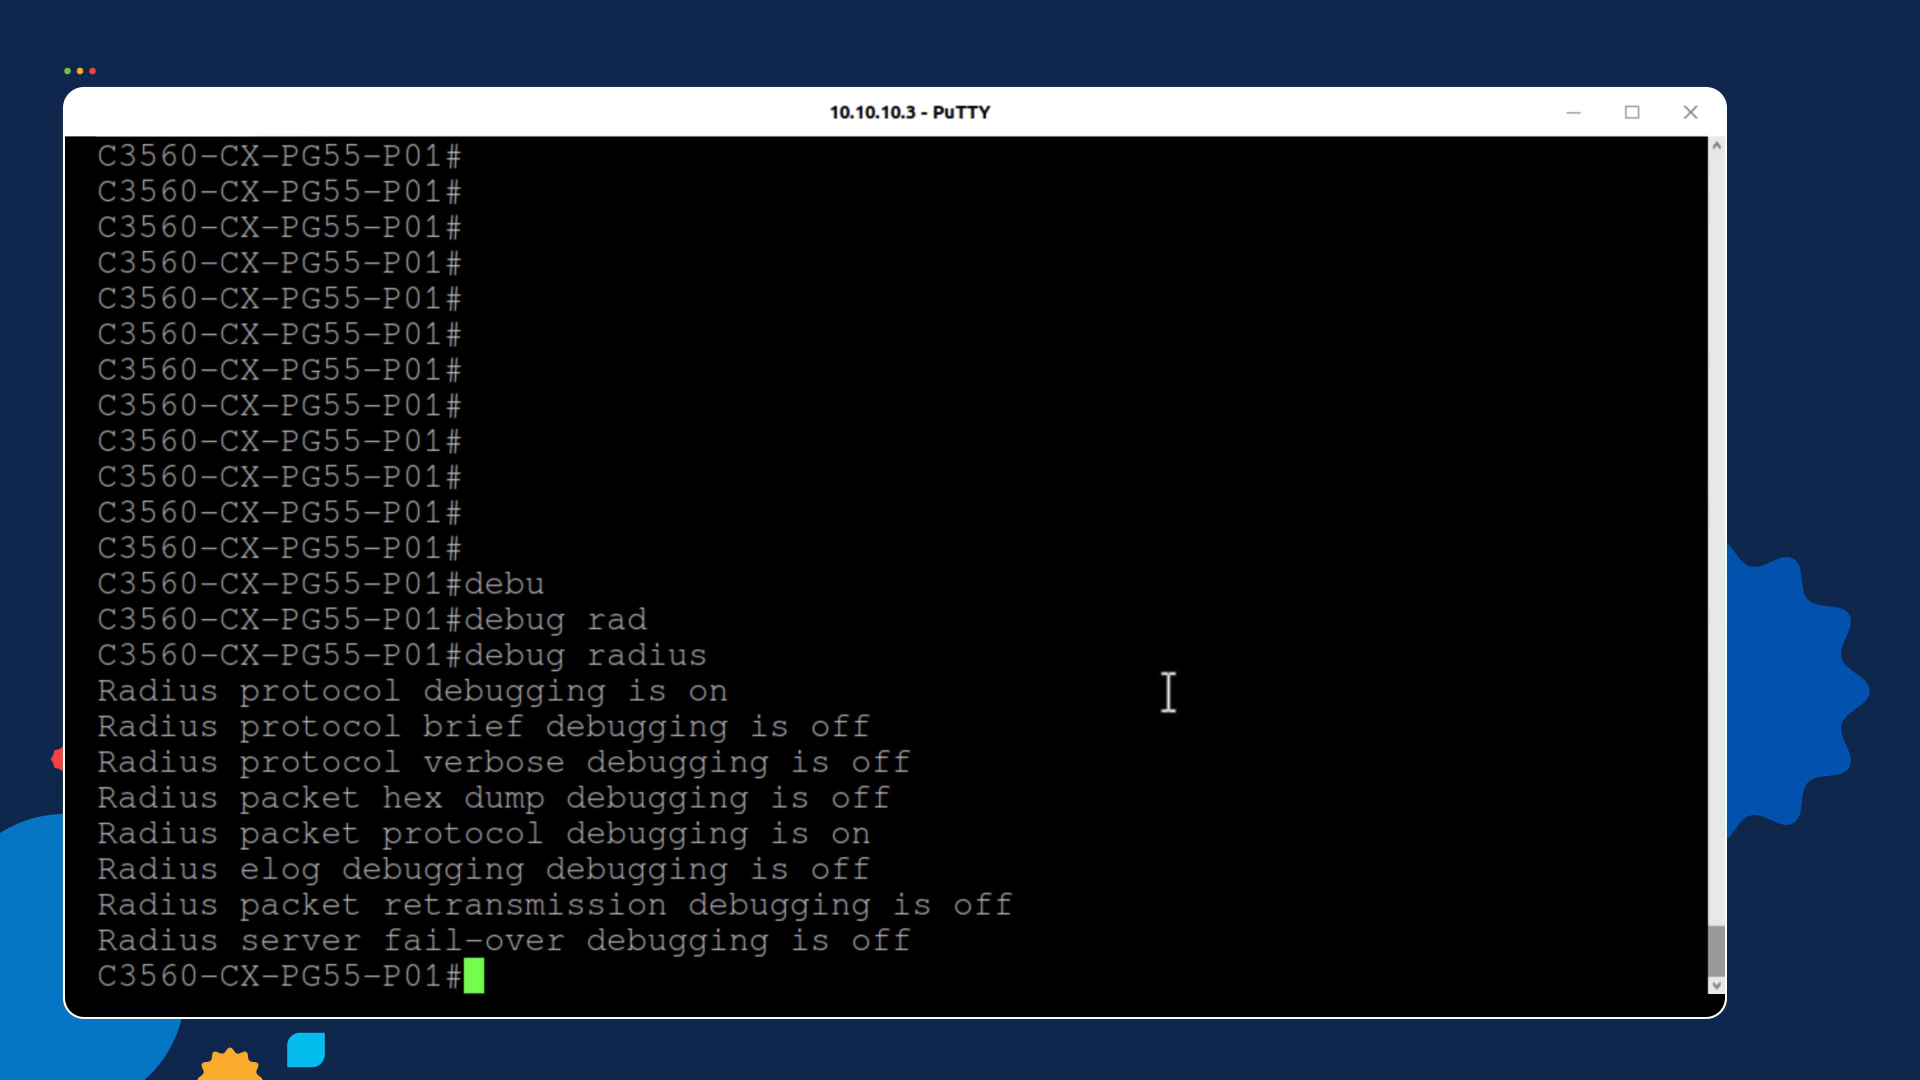 10.10.10.3 - PuTTY
C3560-CX-PG55-P01#
C3560-CX-PG55-P01#
C3560-CX-PG55-P01#
C3560-CX-PG55-P01#
C3560-CX-PG55-P01#
C3560-CX-PG55-P01#
C3560-CX-PG55-P01#
C3560-CX-PG55-P01#
C3560-CX-PG55-P01#
C3560-CX-PG55-P01#
C3560-CX-PG55-P01#
C3560-CX-PG55-P01#
C3560-CX-PG55-P01#debu
C3560-CX-PG55-P01#debug rad
C3560-CX-PG55-P01#debug radius
Radius protocol debugging is on
Radius protocol brief debugging is off
Radius protocol verbose debugging is off
Radius packet hex dump debugging is off
Radius packet protocol debugging is on
Radius elog debugging debugging is off
Radius packet retransmission debugging is off
Radius server fail-over debugging is off
C3560-CX-PG55-P01#